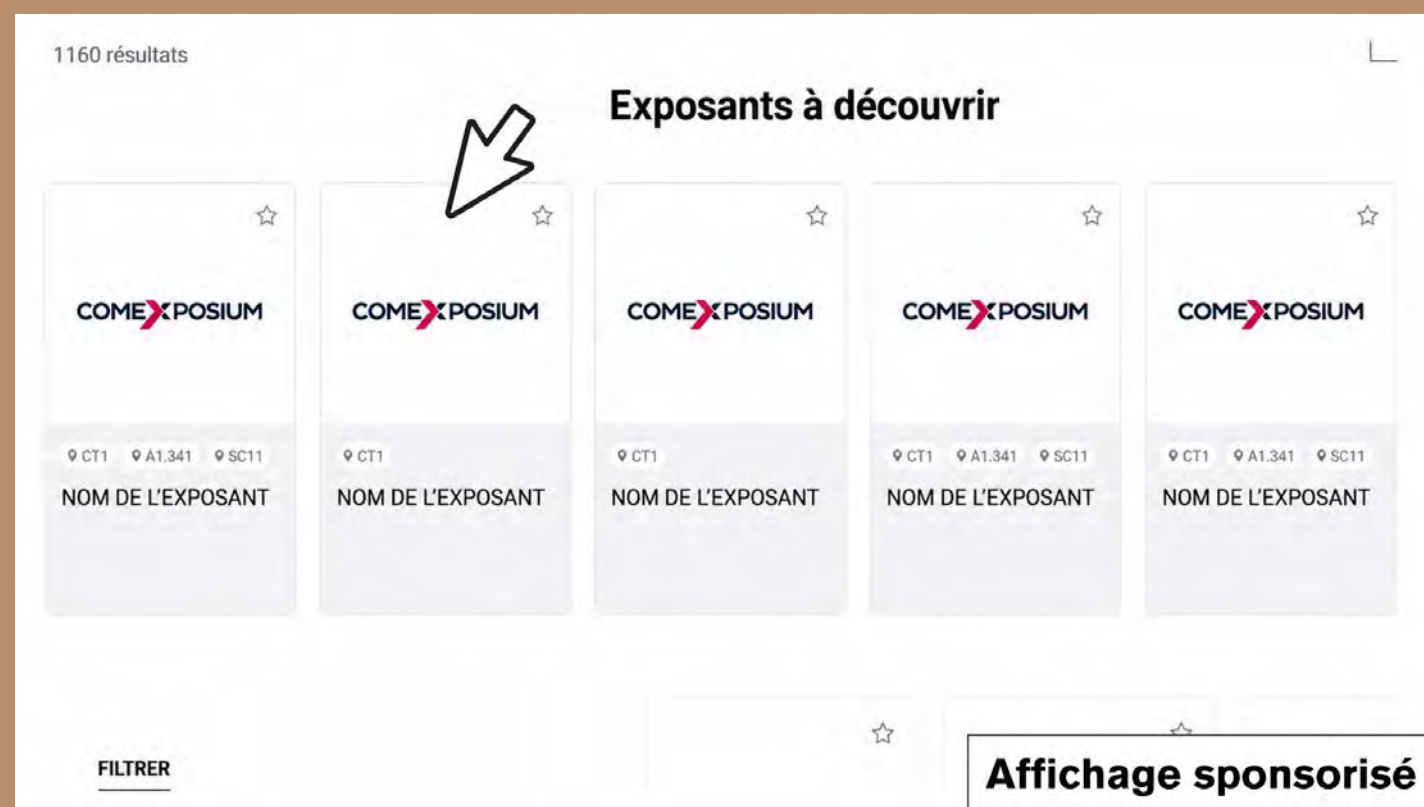 1160 résultats
Exposants à découvrir
COMEXPOSIUM COMEXPOSIUM COMEXPOSIUM COMEXPOSIUM COMEXPOSIUM
CT1 A1.341 SC11 CT1 CT1 CT1 A1.341 SC11 CT1 A1.341 SC11
NOM DE L'EXPOSANT NOM DE L'EXPOSANT NOM DE L'EXPOSANT NOM DE L'EXPOSANT NOM DE L'EXPOSANT
FILTRER
Affichage sponsorisé